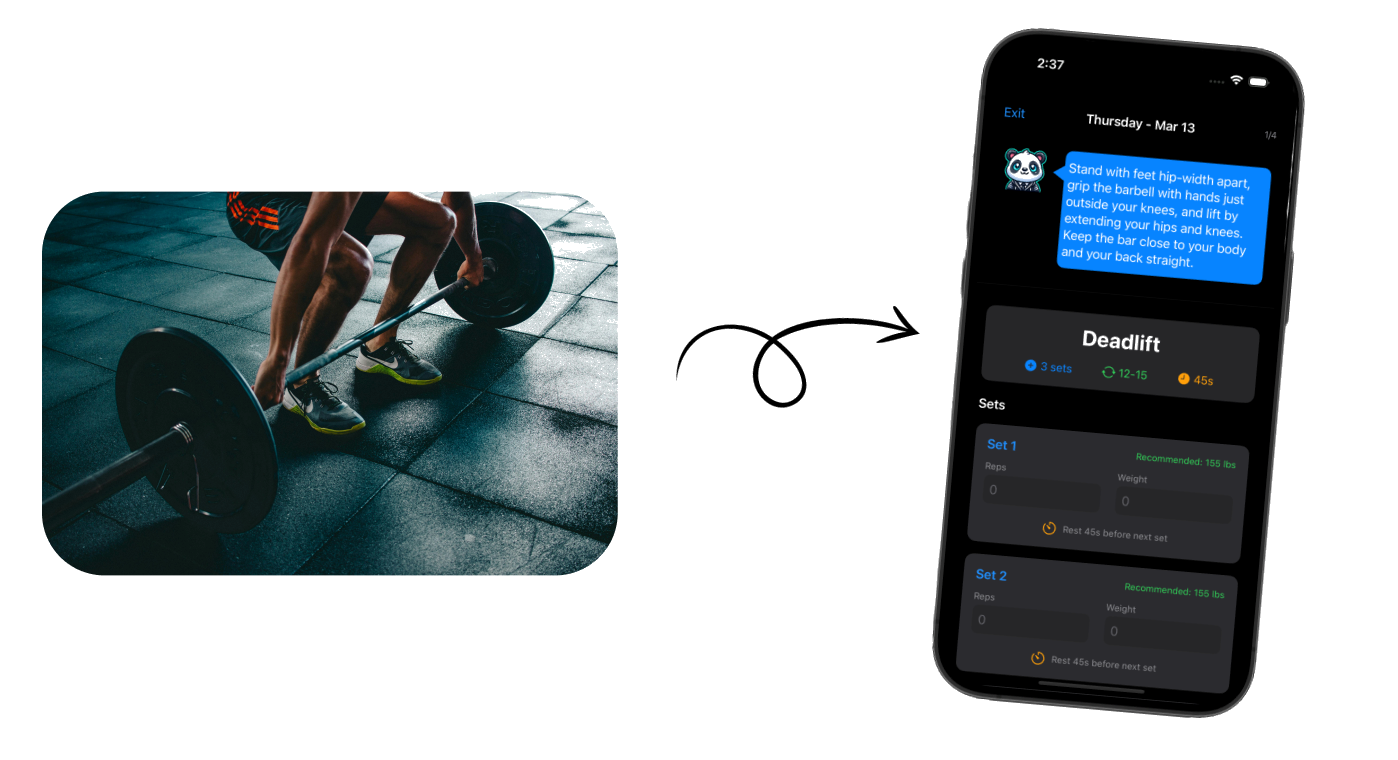 2:37
Exit
Thursday - Mar 13
1/4
Stand with feet hip-width apart,
grip the barbell with hands just
outside your knees, and lift by
extending your hips and knees.
Keep the bar close to your body
and your back straight.
Deadlift
3 sets
12-15
45s
Sets
Set 1
Recommended: 155 lbs
Reps
Weight
0
0
Rest 45s before next set
Set 2
Recommended: 155 lbs
Reps
Weight
0
0
Rest 45s before next set